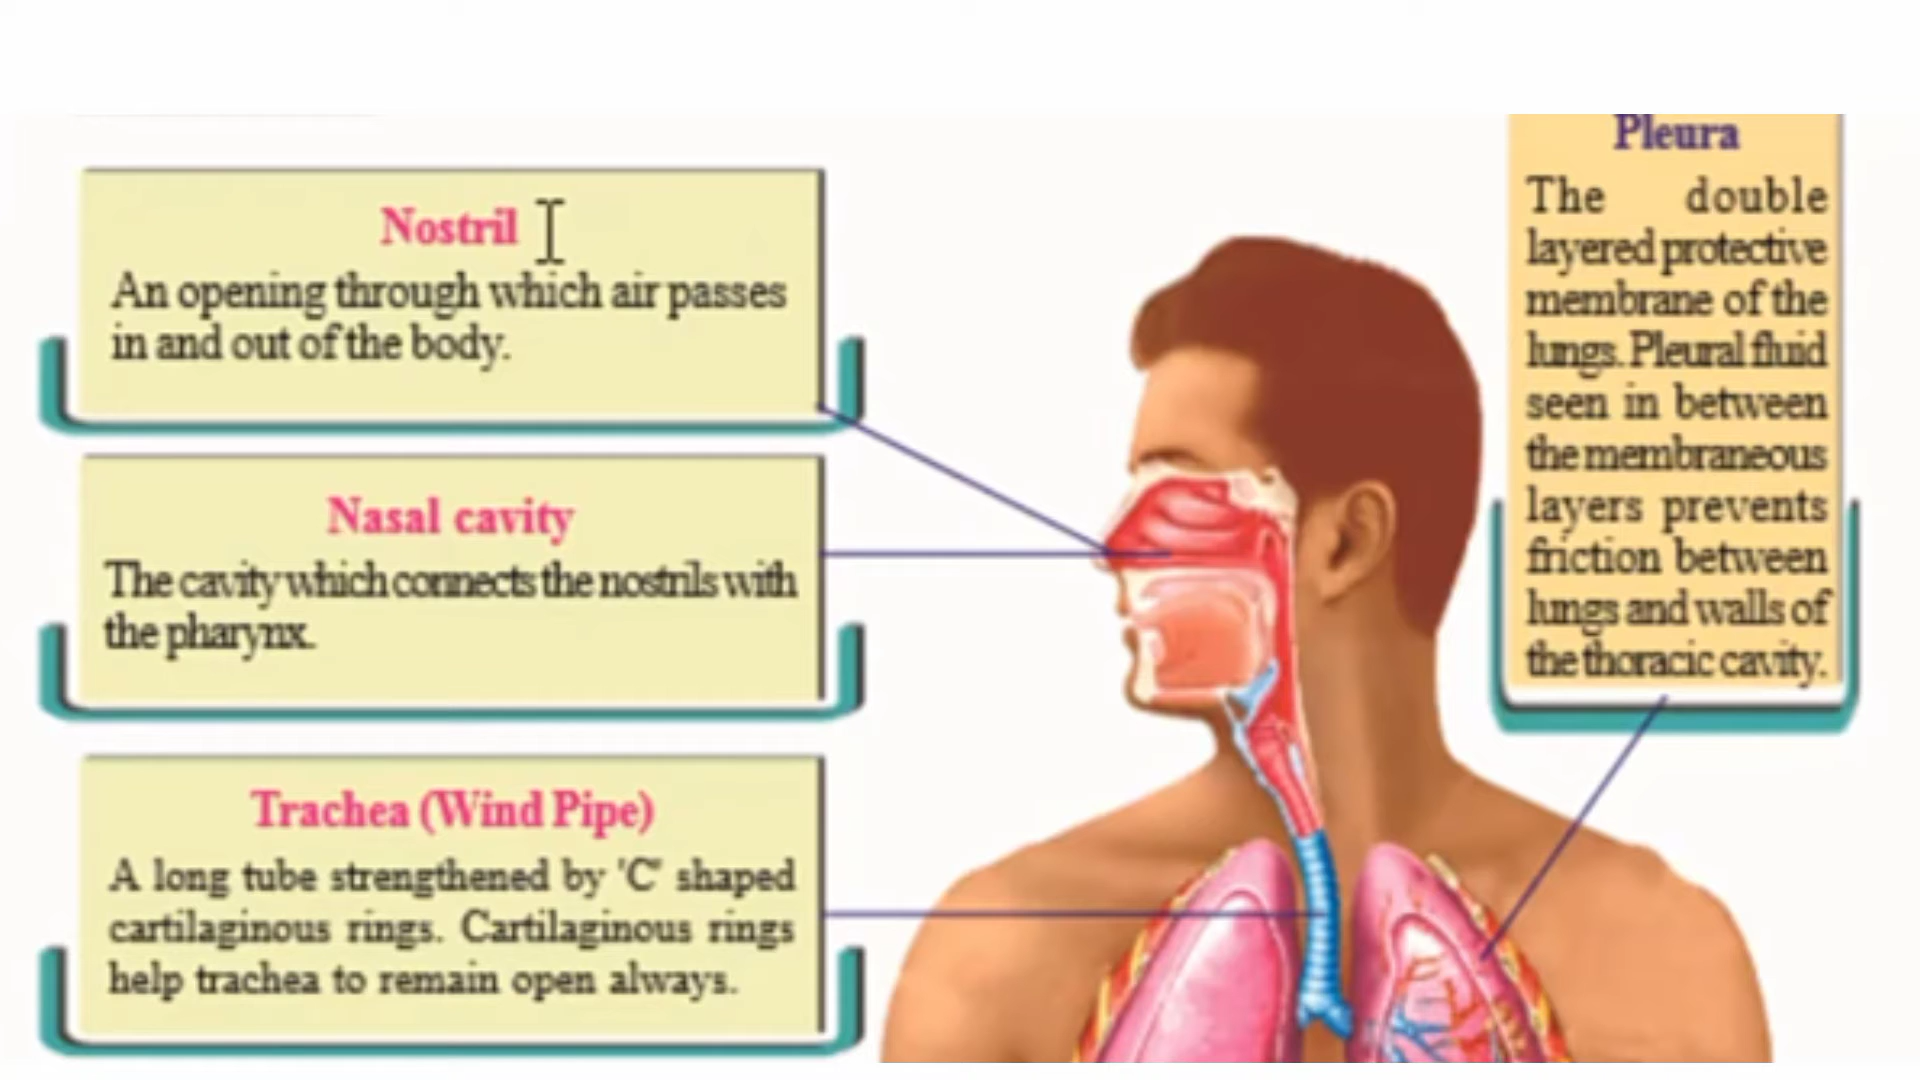 Nostril
An opening through which air passes
in and out of the body.
Nasal cavity
The cavity which connects the nostrils with
the pharynx.
Trachea (Wind Pipe)
A long tube strengthened by 'C' shaped
cartilaginous rings. Cartilaginous rings
help trachea to remain open always.
Pleura
The double
layered protective
membrane of the
lungs. Pleural fluid
seen in between
the membraneous
layers prevents
friction between
lungs and walls of
the thoracic cavity.